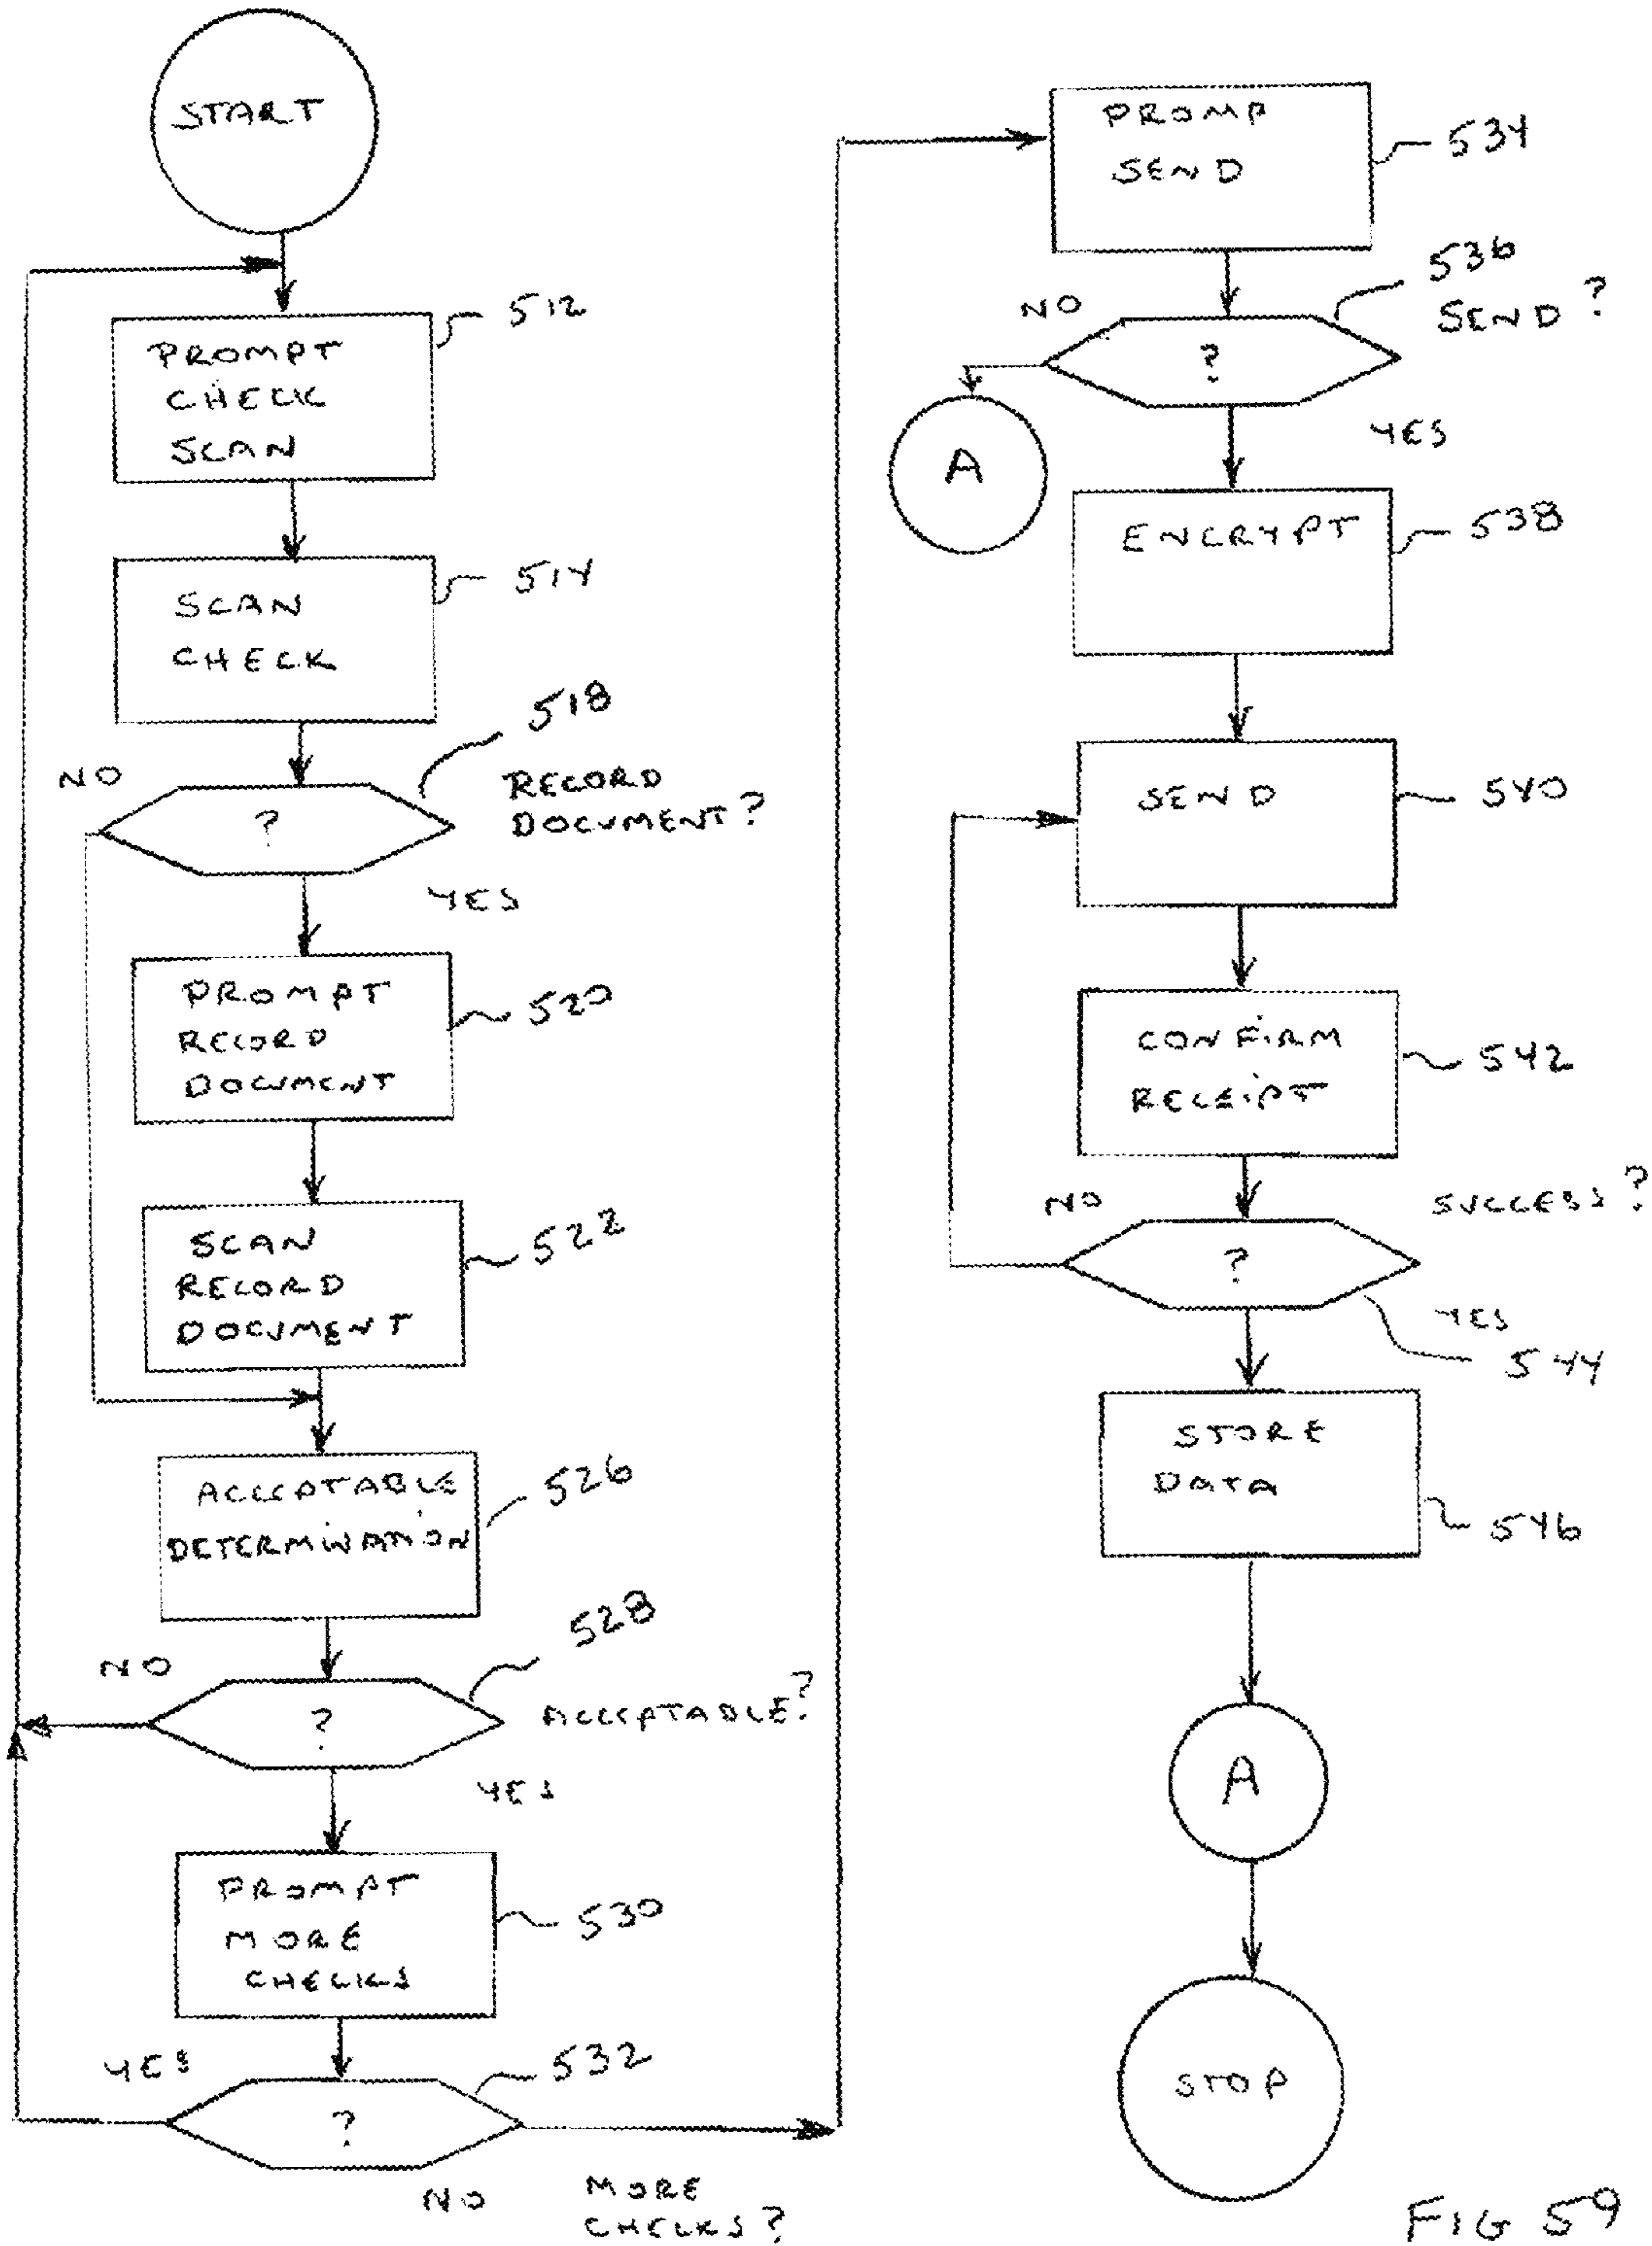 START
512
PROMPT
CHECK
SCAN
514
SCAN
CHECK
518
NO
RECORD
DOCUMENT?
?
YES
PROMPT
RECORD
DOCUMENT
520
SCAN
RECORD
DOCUMENT
522
ACCEPTABLE
DETERMINATION
526
528
NO
ACCEPTABLE?
?
YES
PROMPT
MORE
CHECKS
530
YES
532
?
NO
MORE
CHECKS?
PROMP
SEND
534
536
NO
SEND?
?
YES
A
ENCRYPT
538
SEND
540
CONFIRM
RECEIPT
542
NO
SUCCESS?
?
YES
544
STORE
DATA
546
A
STOP
FIG 59